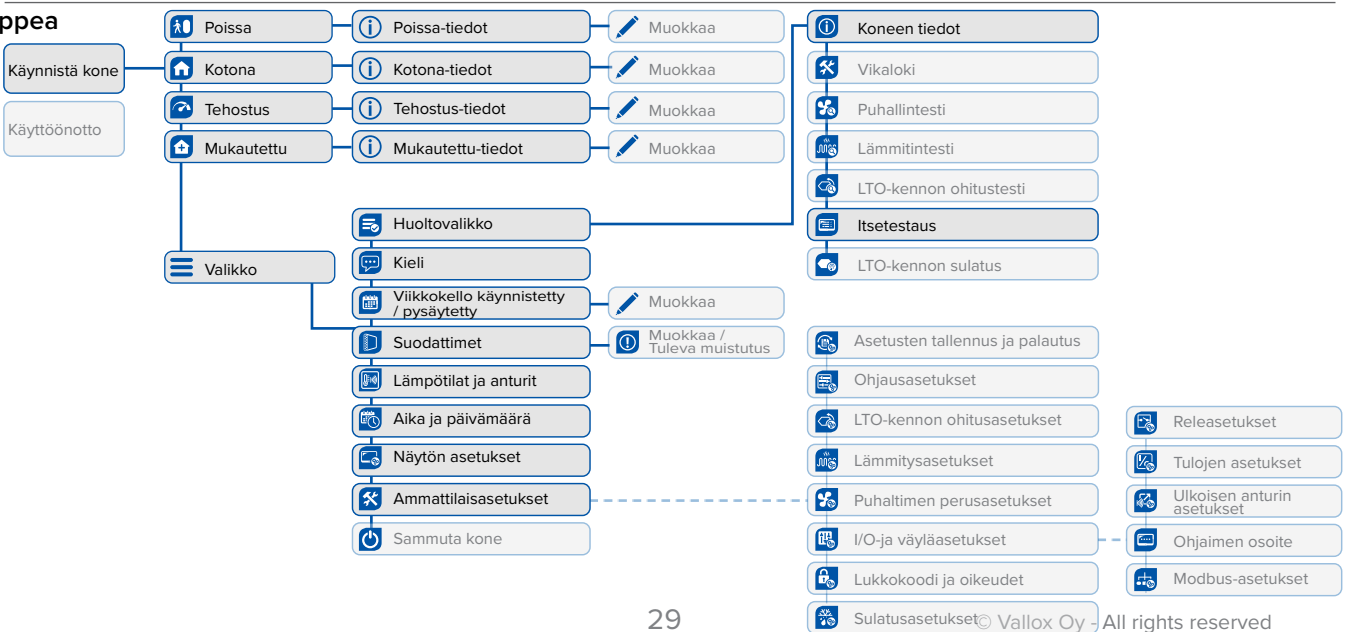 ppea
Käynnistä kone
Käyttöönotto
Poissa
Poissa-tiedot
Muokkaa
Kotona
Kotona-tiedot
Muokkaa
Tehostus
Tehostus-tiedot
Muokkaa
Mukautettu
Mukautettu-tiedot
Muokkaa
Valikko
Huoltovalikko
Kieli
Viikkokello käynnistetty
/ pysäytetty
Muokkaa
Suodattimet
Muokkaa /
Tuleva muistutus
Lämpötilat ja anturit
Aika ja päivämäärä
Näytön asetukset
Ammattilaisasetukset
Sammuta kone
Koneen tiedot
Vikaloki
Puhallintesti
Lämmitintesti
LTO-kennon ohitustesti
Itsetestaus
LTO-kennon sulatus
Asetusten tallennus ja palautus
Ohjausasetukset
LTO-kennon ohitusasetukset
Lämmitysasetukset
Puhaltimen perusasetukset
I/O-ja väyläasetukset
Lukkokoodi ja oikeudet
Sulatusasetukset
Releasetukset
Tulojen asetukset
Ulkoisen anturin
asetukset
Ohjaimen osoite
Modbus-asetukset
29
© Vallox Oy - All rights reserved